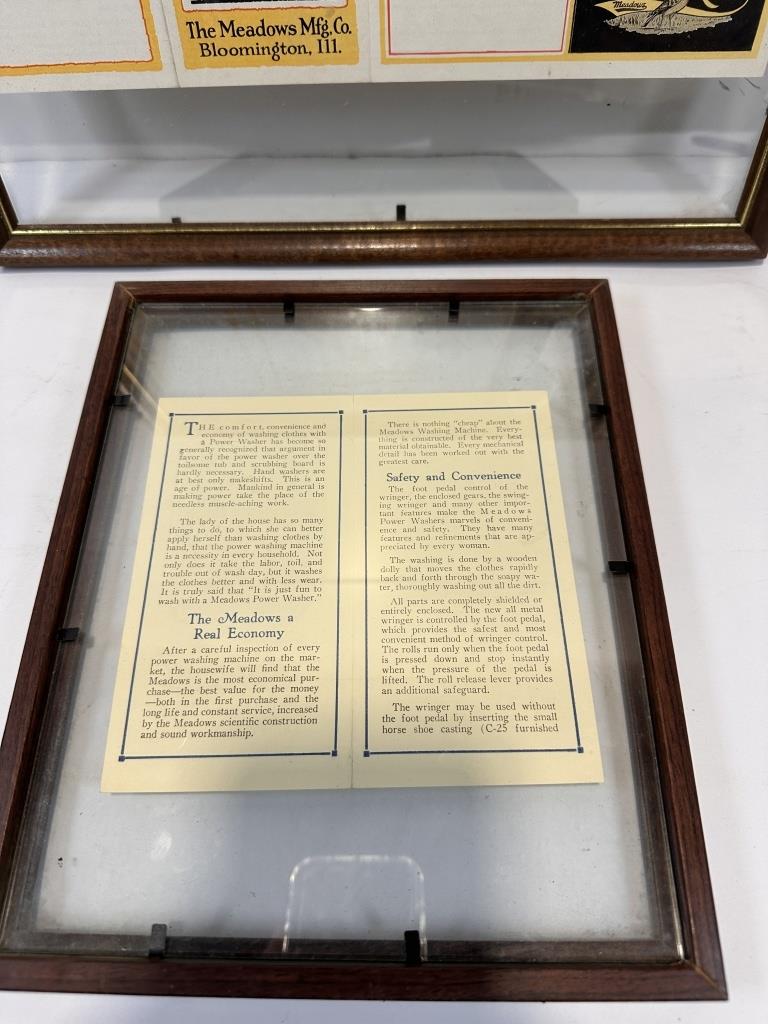 The Meadows Mfg. Co.
Bloomington, Ill.
Meadows
THE comfort, convenience and
economy of washing clothes with
a Power Washer has become so
generally recognized that argument in
favor of the power washer over the
toilsome tub and scrubbing board is
hardly necessary. Hand washers are
at best only makeshifts. This is an
age of power. Mankind in general is
making power take the place of the
needless muscle-aching work.
The lady of the house has so many
things to do, to which she can better
apply herself than washing clothes by
hand, that the power washing machine
is a necessity in every household. Not
only does it take the labor, toil, and
trouble out of wash day, but it washes
the clothes better and with less wear.
It is truly said that "It is just fun to
wash with a Meadows Power Washer."
The Meadows a
Real Economy
After a careful inspection of every
power washing machine on the mar-
ket, the housewife will find that the
Meadows is the most economical pur-
chase—the best value for the money
—both in the first purchase and the
long life and constant service, increased
by the Meadows scientific construction
and sound workmanship.
There is nothing "cheap" about the
Meadows Washing Machine. Every-
thing is constructed of the very best
material obtainable. Every mechanical
detail has been worked out with the
greatest care.
Safety and Convenience
The foot pedal control of the
wringer, the enclosed gears, the swing-
ing wringer and many other impor-
tant features make the Meadows
Power Washers marvels of conveni-
ence and safety. They have many
features and refinements that are ap-
preciated by every woman.
The washing is done by a wooden
dolly that moves the clothes rapidly
back and forth through the soapy wa-
ter, thoroughly washing out all the dirt.
All parts are completely shielded or
entirely enclosed. The new all metal
wringer is controlled by the foot pedal,
which provides the safest and most
convenient method of wringer control.
The rolls run only when the foot pedal
is pressed down and stop instantly
when the pressure of the pedal is
lifted. The roll release lever provides
an additional safeguard.
The wringer may be used without
the foot pedal by inserting the small
horse shoe casting (C-25 furnished